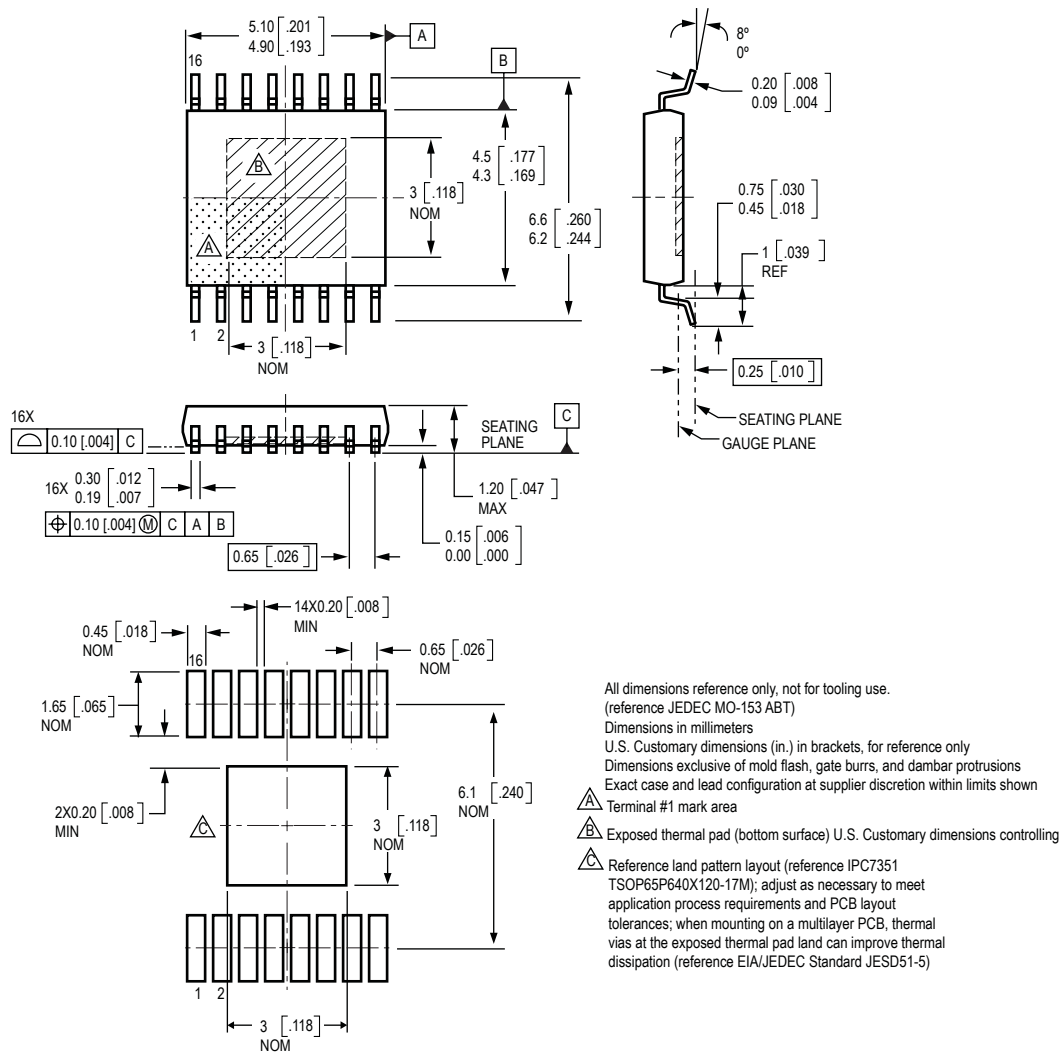 5.10 [.201]
4.90 [.193]
A
16
B
4.5 [.177]
4.3 [.169]
B
3 [.118]
NOM
6.6 [.260]
6.2 [.244]
A
1 2
3 [.118]
NOM
8º
0º
0.20 [.008]
0.09 [.004]
0.75 [.030]
0.45 [.018]
1 [.039]
REF
0.25 [.010]
SEATING PLANE
GAUGE PLANE
16X
0.10 [.004] C
SEATING
PLANE
C
16X 0.30 [.012]
0.19 [.007]
0.10 [.004] Ⓜ C A B
1.20 [.047]
MAX
0.15 [.006]
0.00 [.000]
0.65 [.026]
14X0.20 [.008]
MIN
0.45 [.018]
NOM
0.65 [.026]
NOM
16
1.65 [.065]
NOM
2X0.20 [.008]
MIN
C
3 [.118]
NOM
6.1 [.240]
NOM
1 2
3 [.118]
NOM
All dimensions reference only, not for tooling use.
(reference JEDEC MO-153 ABT)
Dimensions in millimeters
U.S. Customary dimensions (in.) in brackets, for reference only
Dimensions exclusive of mold flash, gate burrs, and dambar protrusions
Exact case and lead configuration at supplier discretion within limits shown
A Terminal #1 mark area
B Exposed thermal pad (bottom surface) U.S. Customary dimensions controlling
C Reference land pattern layout (reference IPC7351
TSOP65P640X120-17M); adjust as necessary to meet
application process requirements and PCB layout
tolerances; when mounting on a multilayer PCB, thermal
vias at the exposed thermal pad land can improve thermal
dissipation (reference EIA/JEDEC Standard JESD51-5)